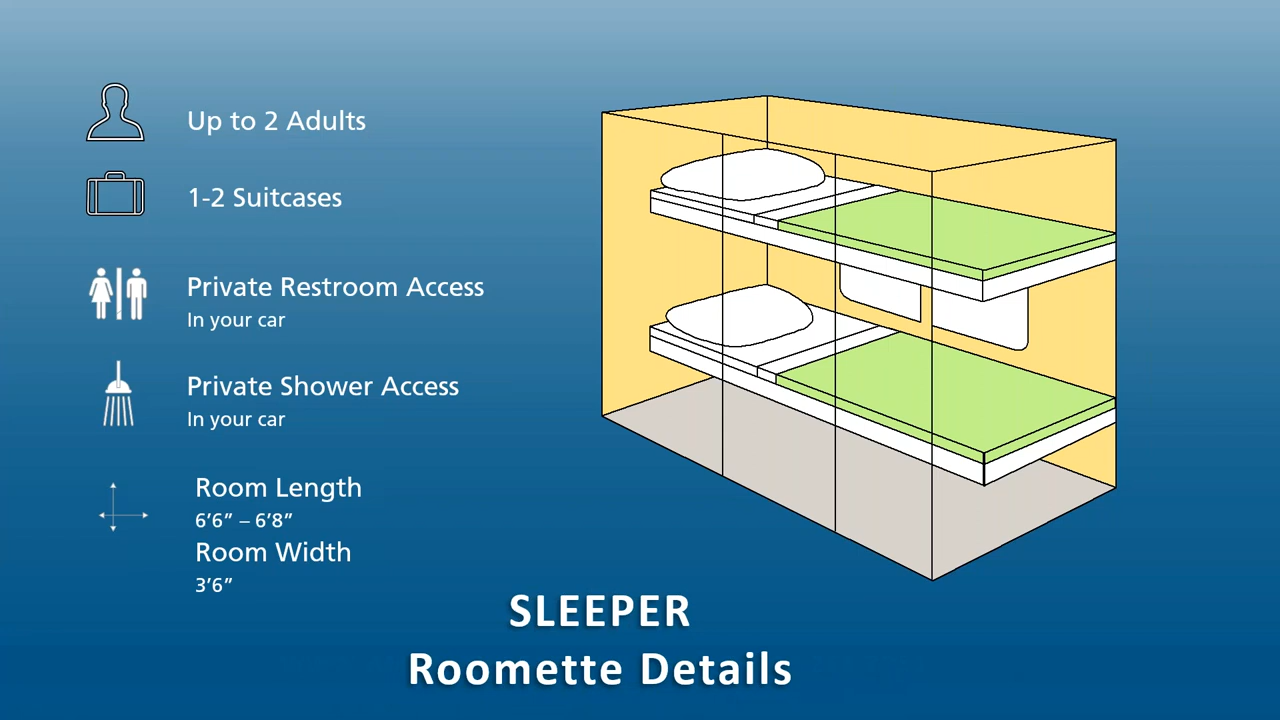 Up to 2 Adults
1-2 Suitcases
Private Restroom Access
In your car
Private Shower Access
In your car
Room Length
6’6” – 6’8”
Room Width
3’6”
SLEEPER
Roomette Details